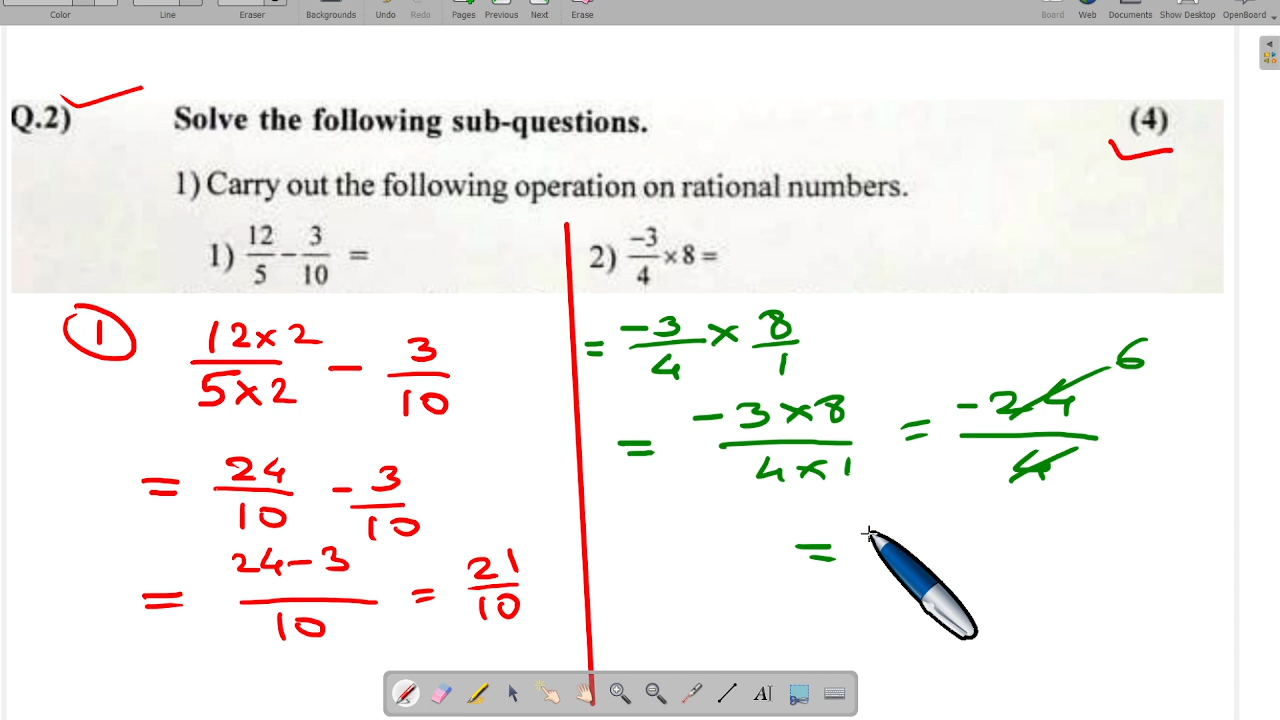 Color Line Eraser Backgrounds Undo Redo Pages Previous Next Erase Board Web Documents Show Desktop OpenBoard
Q.2) Solve the following sub-questions. (4)
1) Carry out the following operation on rational numbers.
1) 12/5 - 3/10 =
2) -3/4 × 8 =
1
12×2/5×2 - 3/10
= 24/10 - 3/10
= 24-3/10 = 21/10
= -3/4 × 8/1
= -3×8/4×1 = -24/4 6
=
AI